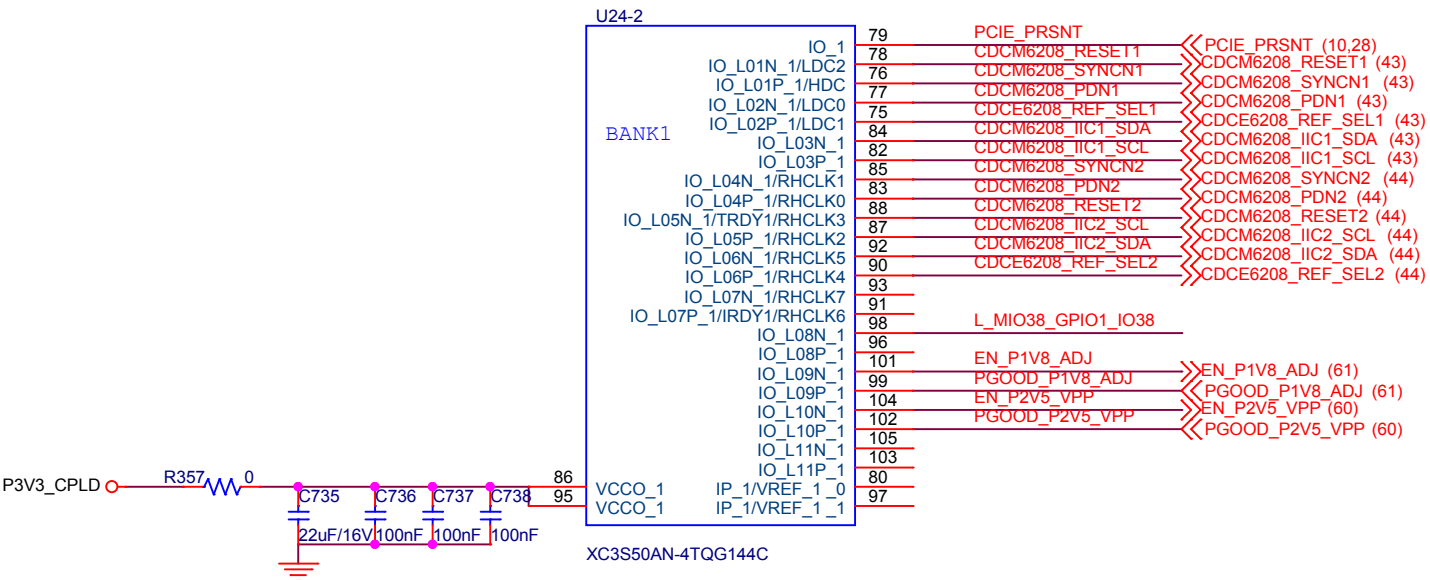 U24-2
BANK1
IO_1 79 PCIE_PRSNT PCIE_PRSNT (10,28)
IO_L01N_1/LDC2 78 CDCM6208_RESET1 CDCM6208_RESET1 (43)
IO_L01P_1/HDC 76 CDCM6208_SYNCN1 CDCM6208_SYNCN1 (43)
IO_L02N_1/LDC0 77 CDCM6208_PDN1 CDCM6208_PDN1 (43)
IO_L02P_1/LDC1 75 CDCE6208_REF_SEL1 CDCE6208_REF_SEL1 (43)
IO_L03N_1 84 CDCM6208_IIC1_SDA CDCM6208_IIC1_SDA (43)
IO_L03P_1 82 CDCM6208_IIC1_SCL CDCM6208_IIC1_SCL (43)
IO_L04N_1/RHCLK1 85 CDCM6208_SYNCN2 CDCM6208_SYNCN2 (44)
IO_L04P_1/RHCLK0 83 CDCM6208_PDN2 CDCM6208_PDN2 (44)
IO_L05N_1/TRDY1/RHCLK3 88 CDCM6208_RESET2 CDCM6208_RESET2 (44)
IO_L05P_1/RHCLK2 87 CDCM6208_IIC2_SCL CDCM6208_IIC2_SCL (44)
IO_L06N_1/RHCLK5 92 CDCM6208_IIC2_SDA CDCM6208_IIC2_SDA (44)
IO_L06P_1/RHCLK4 90 CDCE6208_REF_SEL2 CDCE6208_REF_SEL2 (44)
IO_L07N_1/RHCLK7 93
IO_L07P_1/IRDY1/RHCLK6 91
IO_L08N_1 98 L_MIO38_GPIO1_IO38
IO_L08P_1 96
IO_L09N_1 101 EN_P1V8_ADJ EN_P1V8_ADJ (61)
IO_L09P_1 99 PGOOD_P1V8_ADJ PGOOD_P1V8_ADJ (61)
IO_L10N_1 104 EN_P2V5_VPP EN_P2V5_VPP (60)
IO_L10P_1 102 PGOOD_P2V5_VPP PGOOD_P2V5_VPP (60)
IO_L11N_1 105
IO_L11P_1 103
P3V3_CPLD R357 0 86 VCCO_1 IP_1/VREF_1_0 80
C735 C736 C737 C738 95 VCCO_1 IP_1/VREF_1_1 97
22uF/16V 100nF 100nF 100nF
XC3S50AN-4TQG144C